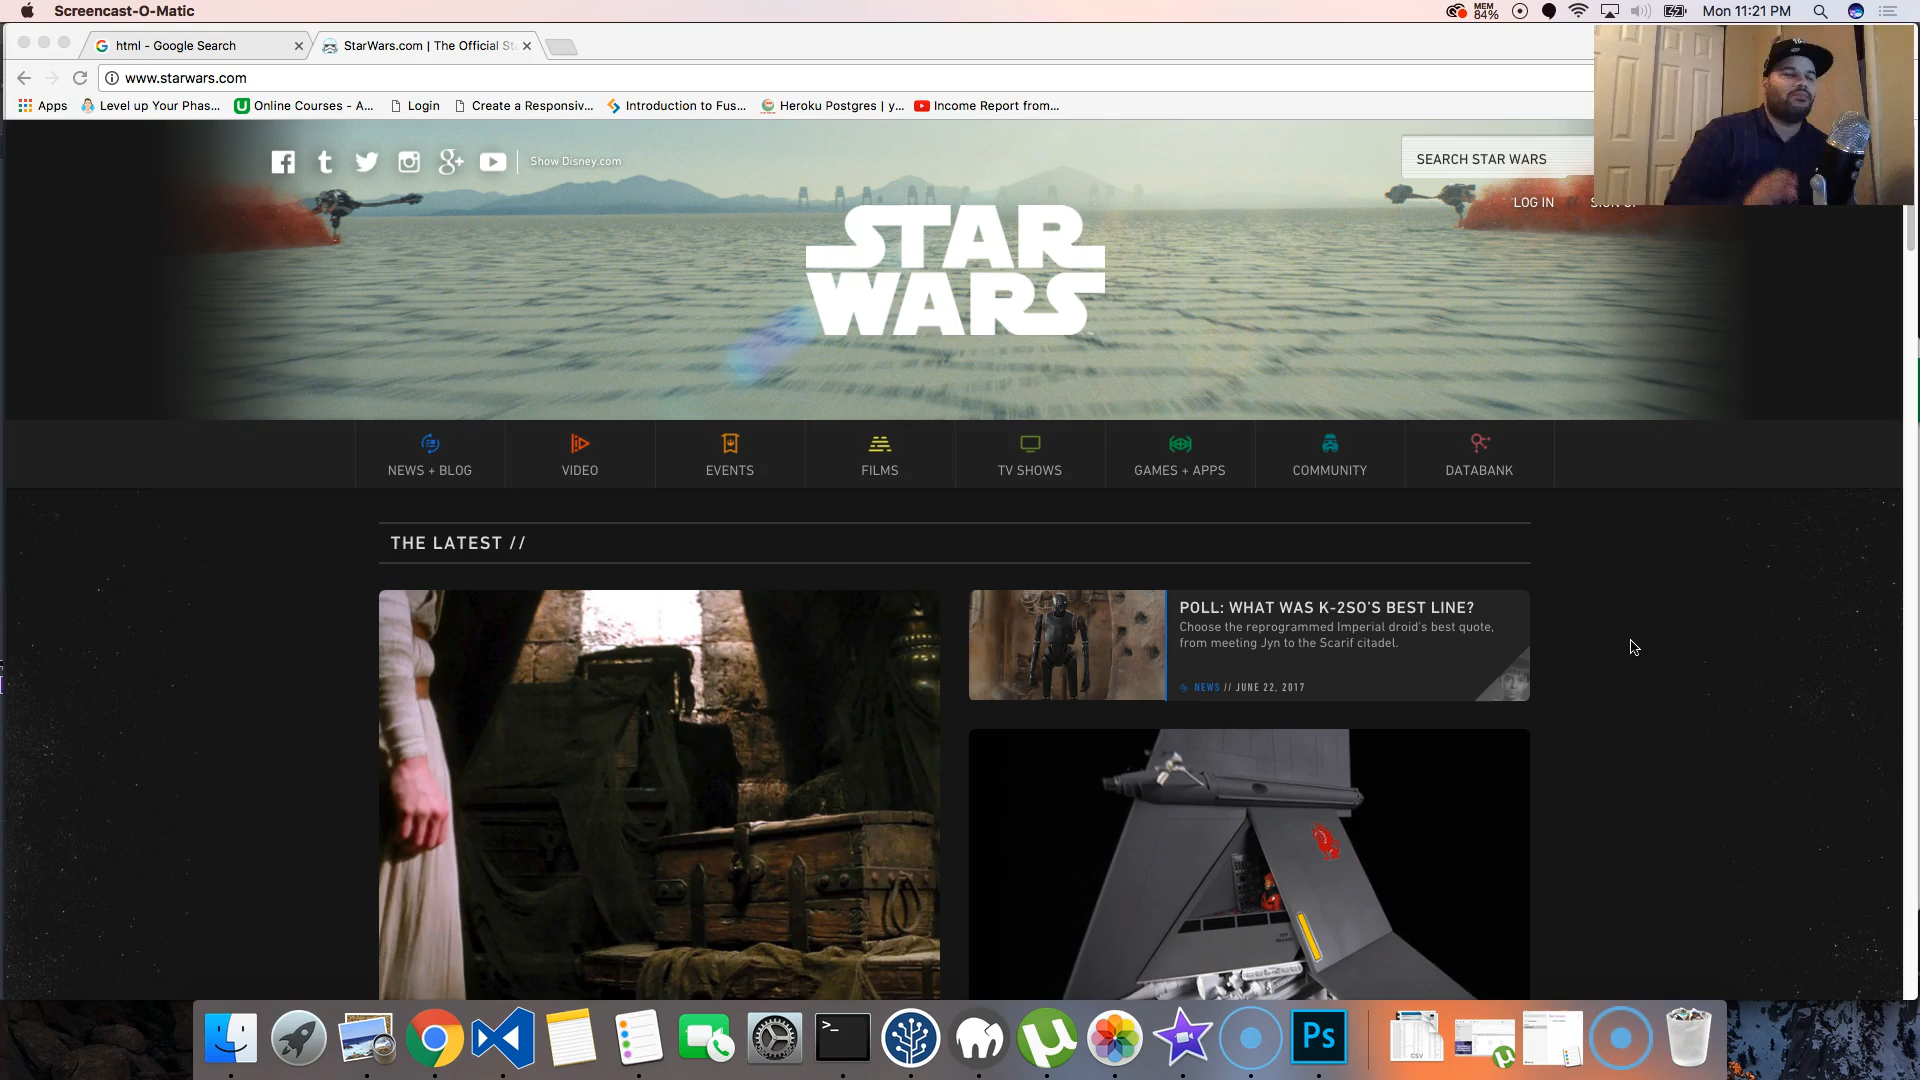 Screencast-O-Matic
MEM
84%
Mon 11:21 PM
html - Google Search
StarWars.com | The Official St
www.starwars.com
Apps
Level up Your Phas...
Online Courses - A...
Login
Create a Responsiv...
Introduction to Fus...
Heroku Postgres | y...
Income Report from...
Show Disney.com
SEARCH STAR WARS
LOG IN // SIGN UP
STAR
WARS
NEWS + BLOG
VIDEO
EVENTS
FILMS
TV SHOWS
GAMES + APPS
COMMUNITY
DATABANK
THE LATEST //
POLL: WHAT WAS K-2SO'S BEST LINE?
Choose the reprogrammed Imperial droid's best quote,
from meeting Jyn to the Scarif citadel.
NEWS // JUNE 22, 2017
Ps
CSV